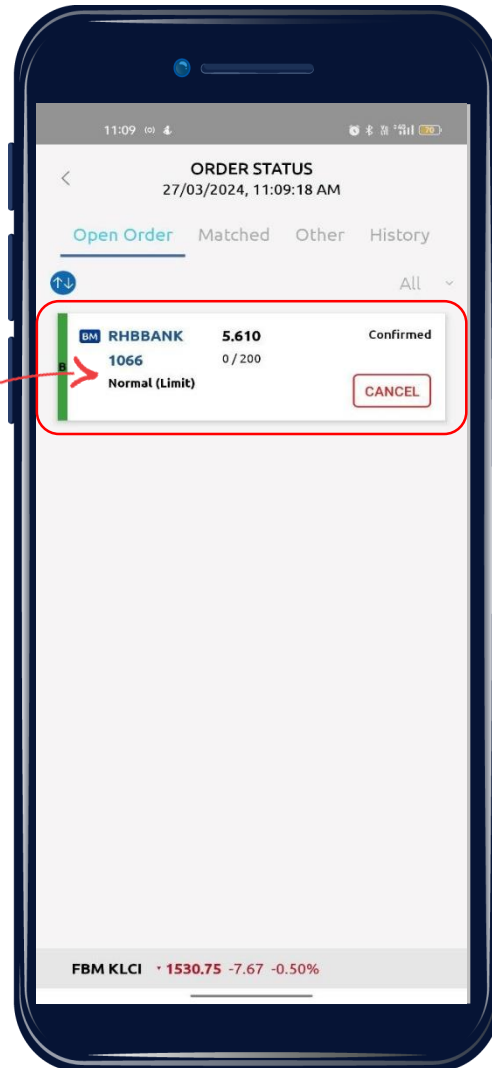 11:09
70
ORDER STATUS
27/03/2024, 11:09:18 AM
Open Order Matched Other History
All
BM RHBBANK 5.610 Confirmed
B 1066 0 / 200
Normal (Limit) CANCEL
FBM KLCI 1530.75 -7.67 -0.50%